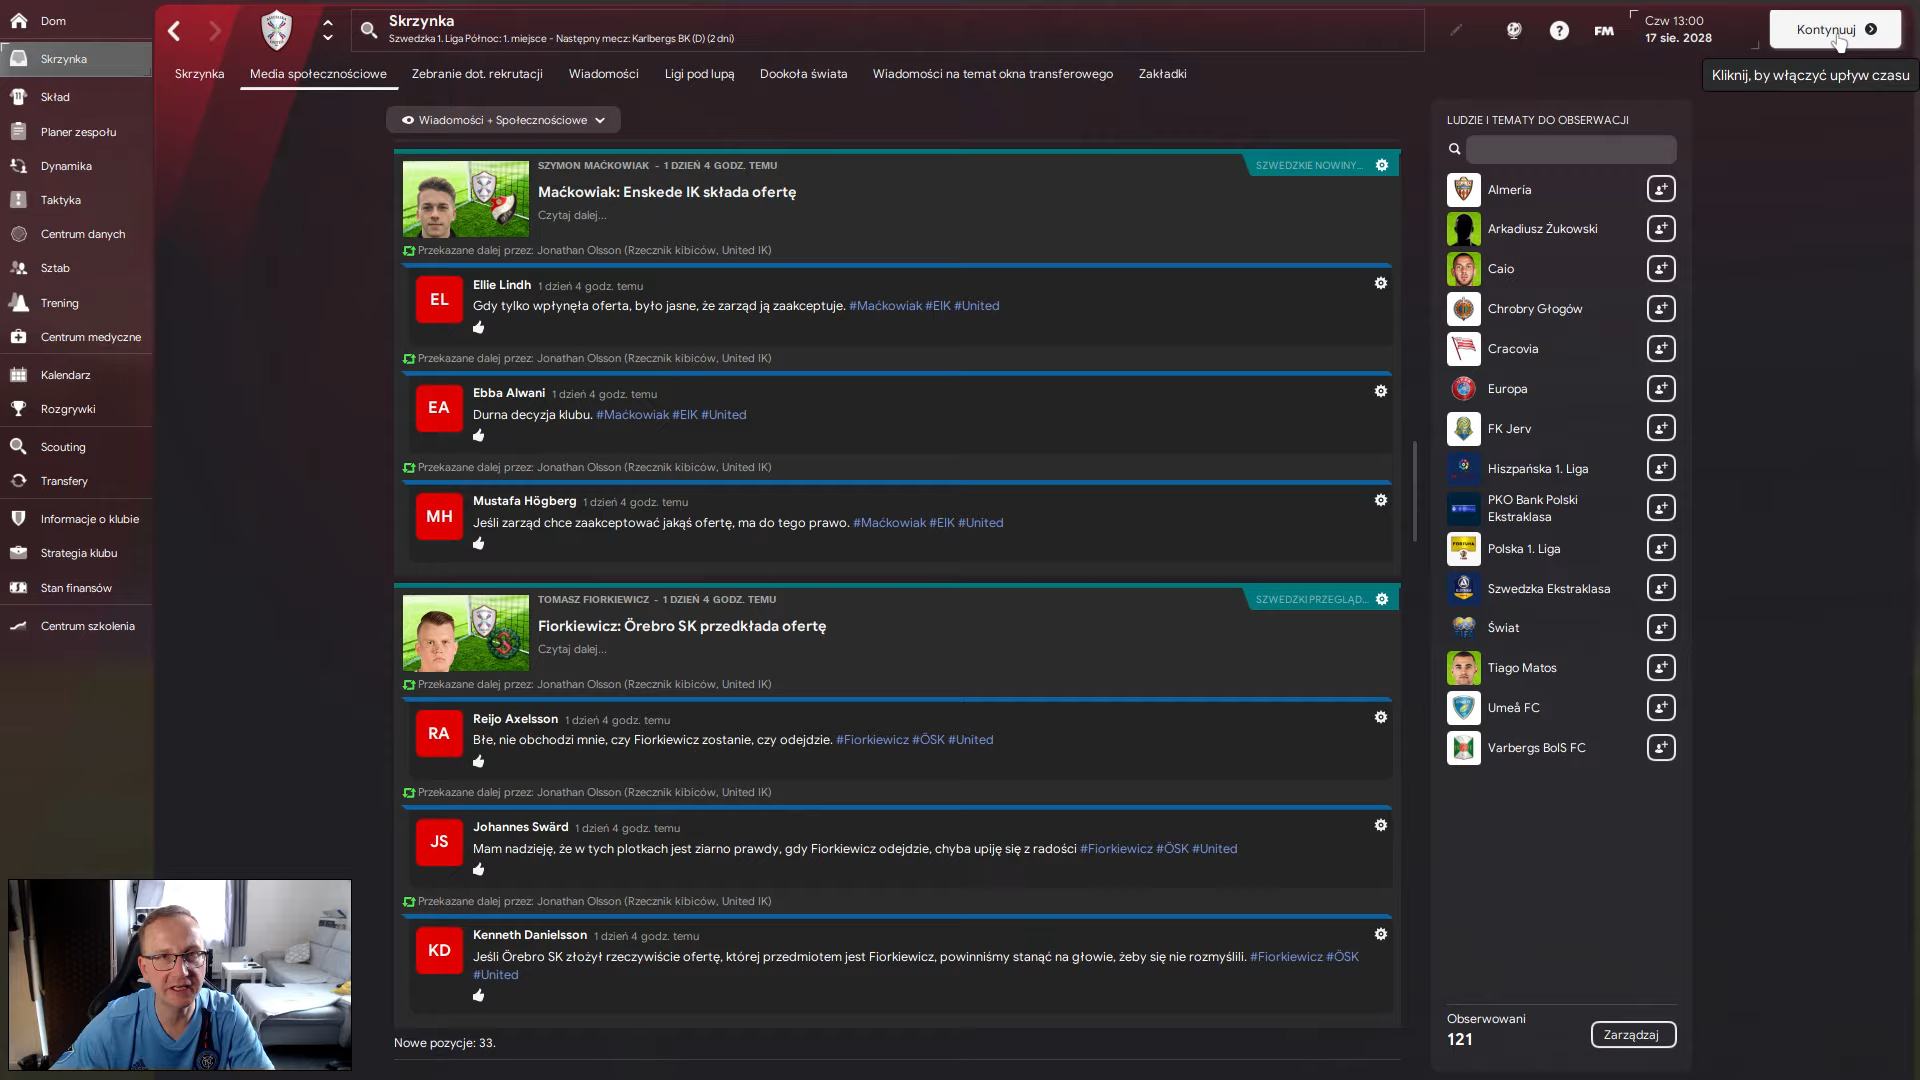 Dom
Skrzynka
Skład
Planer zespołu
Dynamika
Taktyka
Centrum danych
Sztab
Trening
Centrum medyczne
Kalendarz
Rozgrywki
Scouting
Transfery
Informacje o klubie
Strategia klubu
Stan finansów
Centrum szkolenia
Skrzynka
Szwedzka 1. Liga Północ: 1. miejsce - Następny mecz: Karlbergs BK (D) (2 dni)
FM
Czw 13:00
17 sie. 2028
Kontynuuj
Kliknij, by włączyć upływ czasu
Skrzynka
Media społecznościowe
Zebranie dot. rekrutacji
Wiadomości
Ligi pod lupą
Dookoła świata
Wiadomości na temat okna transferowego
Zakładki
Wiadomości + Społecznościowe
SZYMON MAĆKOWIAK - 1 DZIEŃ 4 GODZ. TEMU
SZWEDZKIE NOWINY...
Maćkowiak: Enskede IK składa ofertę
Czytaj dalej...
Przekazane dalej przez: Jonathan Olsson (Rzecznik kibiców, United IK)
EL
Ellie Lindh 1 dzień 4 godz. temu
Gdy tylko wpłynęła oferta, było jasne, że zarząd ją zaakceptuje. #Maćkowiak #EIK #United
Przekazane dalej przez: Jonathan Olsson (Rzecznik kibiców, United IK)
EA
Ebba Alwani 1 dzień 4 godz. temu
Durna decyzja klubu. #Maćkowiak #EIK #United
Przekazane dalej przez: Jonathan Olsson (Rzecznik kibiców, United IK)
MH
Mustafa Högberg 1 dzień 4 godz. temu
Jeśli zarząd chce zaakceptować jakąś ofertę, ma do tego prawo. #Maćkowiak #EIK #United
TOMASZ FIORKIEWICZ - 1 DZIEŃ 4 GODZ. TEMU
SZWEDZKI PRZEGLĄD...
Fiorkiewicz: Örebro SK przedkłada ofertę
Czytaj dalej...
Przekazane dalej przez: Jonathan Olsson (Rzecznik kibiców, United IK)
RA
Reijo Axelsson 1 dzień 4 godz. temu
Błe, nie obchodzi mnie, czy Fiorkiewicz zostanie, czy odejdzie. #Fiorkiewicz #ÖSK #United
Przekazane dalej przez: Jonathan Olsson (Rzecznik kibiców, United IK)
JS
Johannes Swärd 1 dzień 4 godz. temu
Mam nadzieję, że w tych plotkach jest ziarno prawdy, gdy Fiorkiewicz odejdzie, chyba upiję się z radości #Fiorkiewicz #ÖSK #United
Przekazane dalej przez: Jonathan Olsson (Rzecznik kibiców, United IK)
KD
Kenneth Danielsson 1 dzień 4 godz. temu
Jeśli Örebro SK złożył rzeczywiście ofertę, której przedmiotem jest Fiorkiewicz, powinniśmy stanąć na głowie, żeby się nie rozmyślili. #Fiorkiewicz #ÖSK
#United
Nowe pozycje: 33.
LUDZIE I TEMATY DO OBSERWACJI
Almería
Arkadiusz Żukowski
Caio
Chrobry Głogów
Cracovia
Europa
FK Jerv
Hiszpańska 1. Liga
PKO Bank Polski
Ekstraklasa
Polska 1. Liga
Szwedzka Ekstraklasa
Świat
Tiago Matos
Umeå FC
Varbergs BoIS FC
Obserwowani
121
Zarządzaj